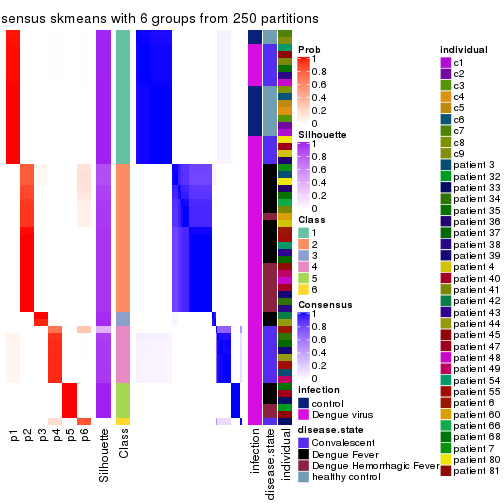 sensus skmeans with 6 groups from 250 partitions
Prob
1
0.8
0.6
0.4
0.2
0
Silhouette
1
0.8
0.6
0.4
0.2
0
Class
1
2
3
4
5
6
Consensus
1
0.8
0.6
0.4
0.2
0
infection
control
Dengue virus
disease.state
Convalescent
Dengue Fever
Dengue Hemorrhagic Fever
healthy control
individual
c1
c2
c3
c4
c5
c6
c7
c8
c9
patient 3
patient 32
patient 33
patient 34
patient 35
patient 36
patient 37
patient 38
patient 39
patient 4
patient 40
patient 41
patient 42
patient 43
patient 44
patient 45
patient 47
patient 48
patient 49
patient 54
patient 55
patient 6
patient 60
patient 66
patient 68
patient 7
patient 80
patient 81
p1
p2
p3
p4
p5
p6
Silhouette
Class
infection
disease.state
individual